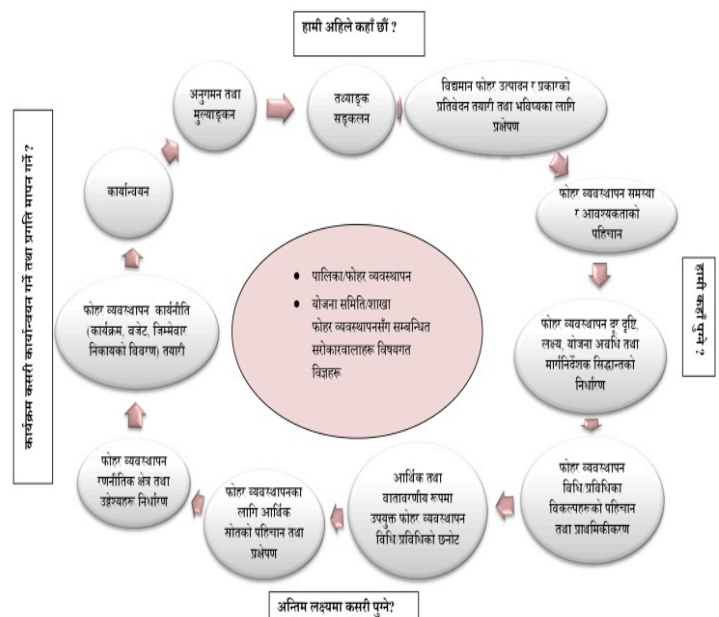 हामी अहिले कहाँ छौं ?
अनुगमन तथा
मुल्याङ्कन
तथ्याङ्क
सङ्कलन
विद्यमान फोहर उत्पादन र प्रकारको
प्रतिवेदन तयारी तथा भविष्यका लागि
प्रक्षेपण
फोहर व्यवस्थापन समस्या
र आवश्यकताको
पहिचान
हामी कहाँ पुग्ने ?
फोहर व्यवस्थापन दूर दृष्टि,
लक्ष्य, योजना अवधि तथा
मार्गनिर्देशक सिद्धान्तको
निर्धारण
फोहर व्यवस्थापन
विधि/प्रविधिका
विकल्पहरूको पहिचान
तथा प्राथमिकीकरण
आर्थिक तथा
वातावरणीय रूपमा
उपयुक्त फोहर व्यवस्थापन
विधि/प्रविधिको छनोट
फोहर व्यवस्थापनका
लागि आर्थिक
स्रोतको पहिचान तथा
प्रक्षेपण
अन्तिम लक्ष्यमा कसरी पुग्ने?
फोहर व्यवस्थापन
रणनीतिक क्षेत्र तथा
उद्देश्यहरू निर्धारण
फोहर व्यवस्थापन कार्यनीति
(कार्यक्रम, वजेट, जिम्मेवार
निकायको विवरण) तयारी
कार्यान्वयन
कार्यक्रम कसरी कार्यान्वयन गर्ने तथा प्रगति मापन गर्ने ?
• पालिका/फोहर व्यवस्थापन
• योजना समिति/शाखा
फोहर व्यवस्थापनसँग सम्बन्धित
सरोकारवालाहरू विषयगत
विज्ञहरू